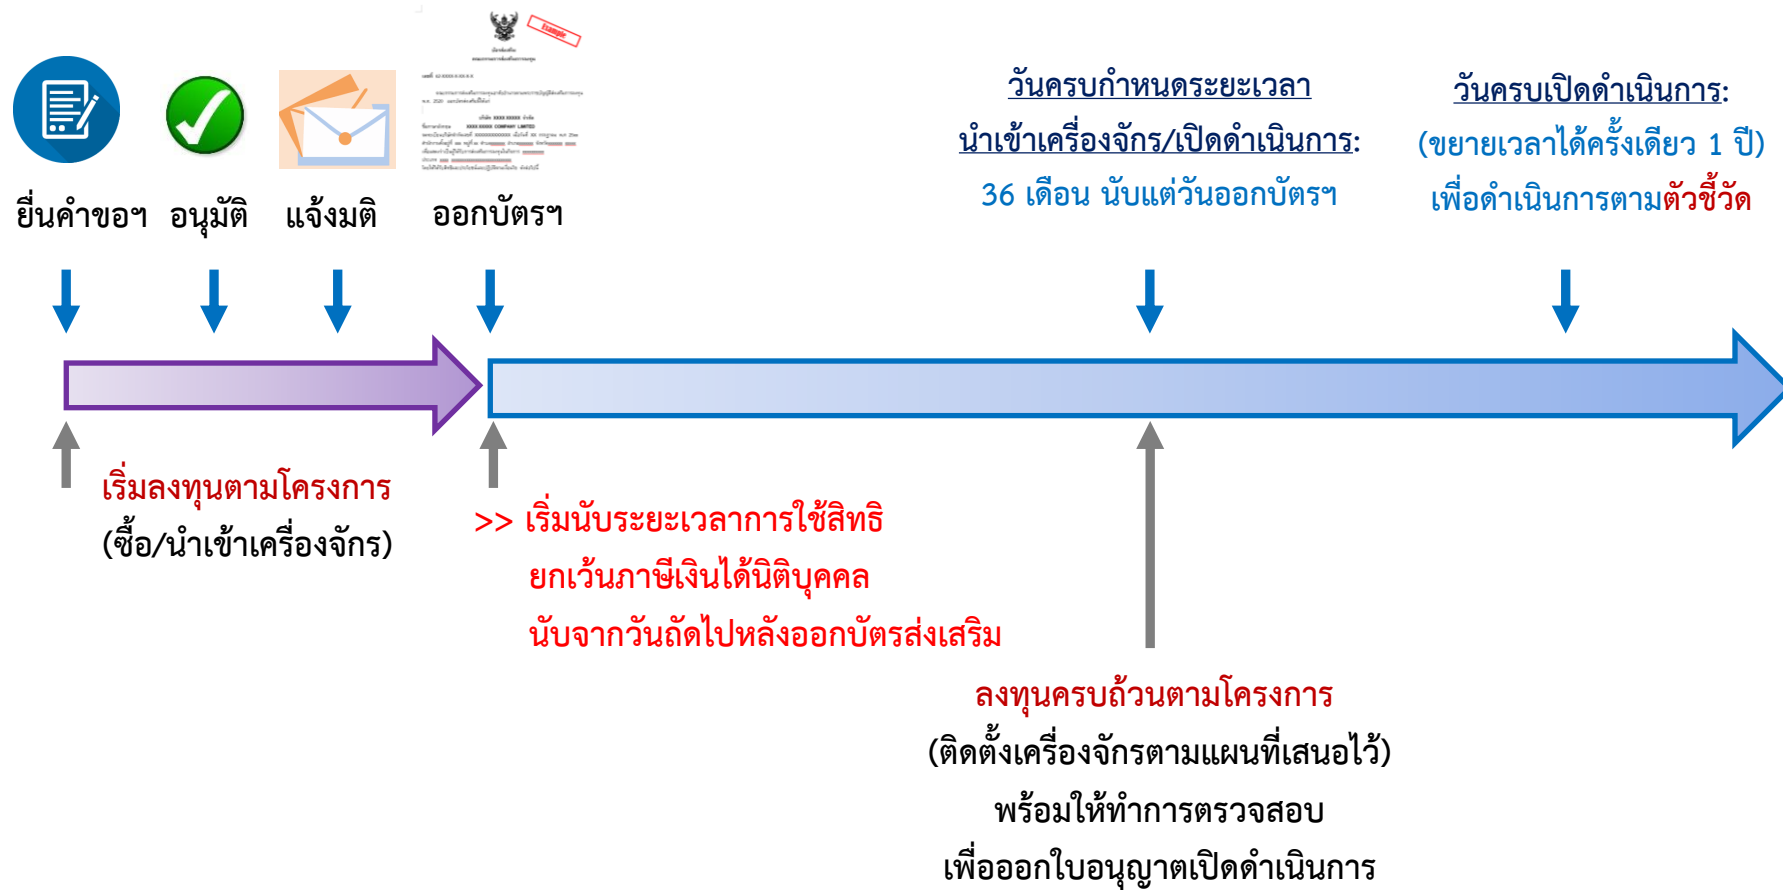 Example
ยื่นคำขอฯ
อนุมัติ
แจ้งมติ
ออกบัตรฯ
วันครบกำหนดระยะเวลา
นำเข้าเครื่องจักร/เปิดดำเนินการ:
36 เดือน นับแต่วันออกบัตรฯ
วันครบเปิดดำเนินการ:
(ขยายเวลาได้ครั้งเดียว 1 ปี)
เพื่อดำเนินการตามตัวชี้วัด
เริ่มลงทุนตามโครงการ
(ซื้อ/นำเข้าเครื่องจักร)
>> เริ่มนับระยะเวลาการใช้สิทธิ
ยกเว้นภาษีเงินได้นิติบุคคล
นับจากวันถัดไปหลังออกบัตรส่งเสริม
ลงทุนครบถ้วนตามโครงการ
(ติดตั้งเครื่องจักรตามแผนที่เสนอไว้)
พร้อมให้ทำการตรวจสอบ
เพื่อออกใบอนุญาตเปิดดำเนินการ